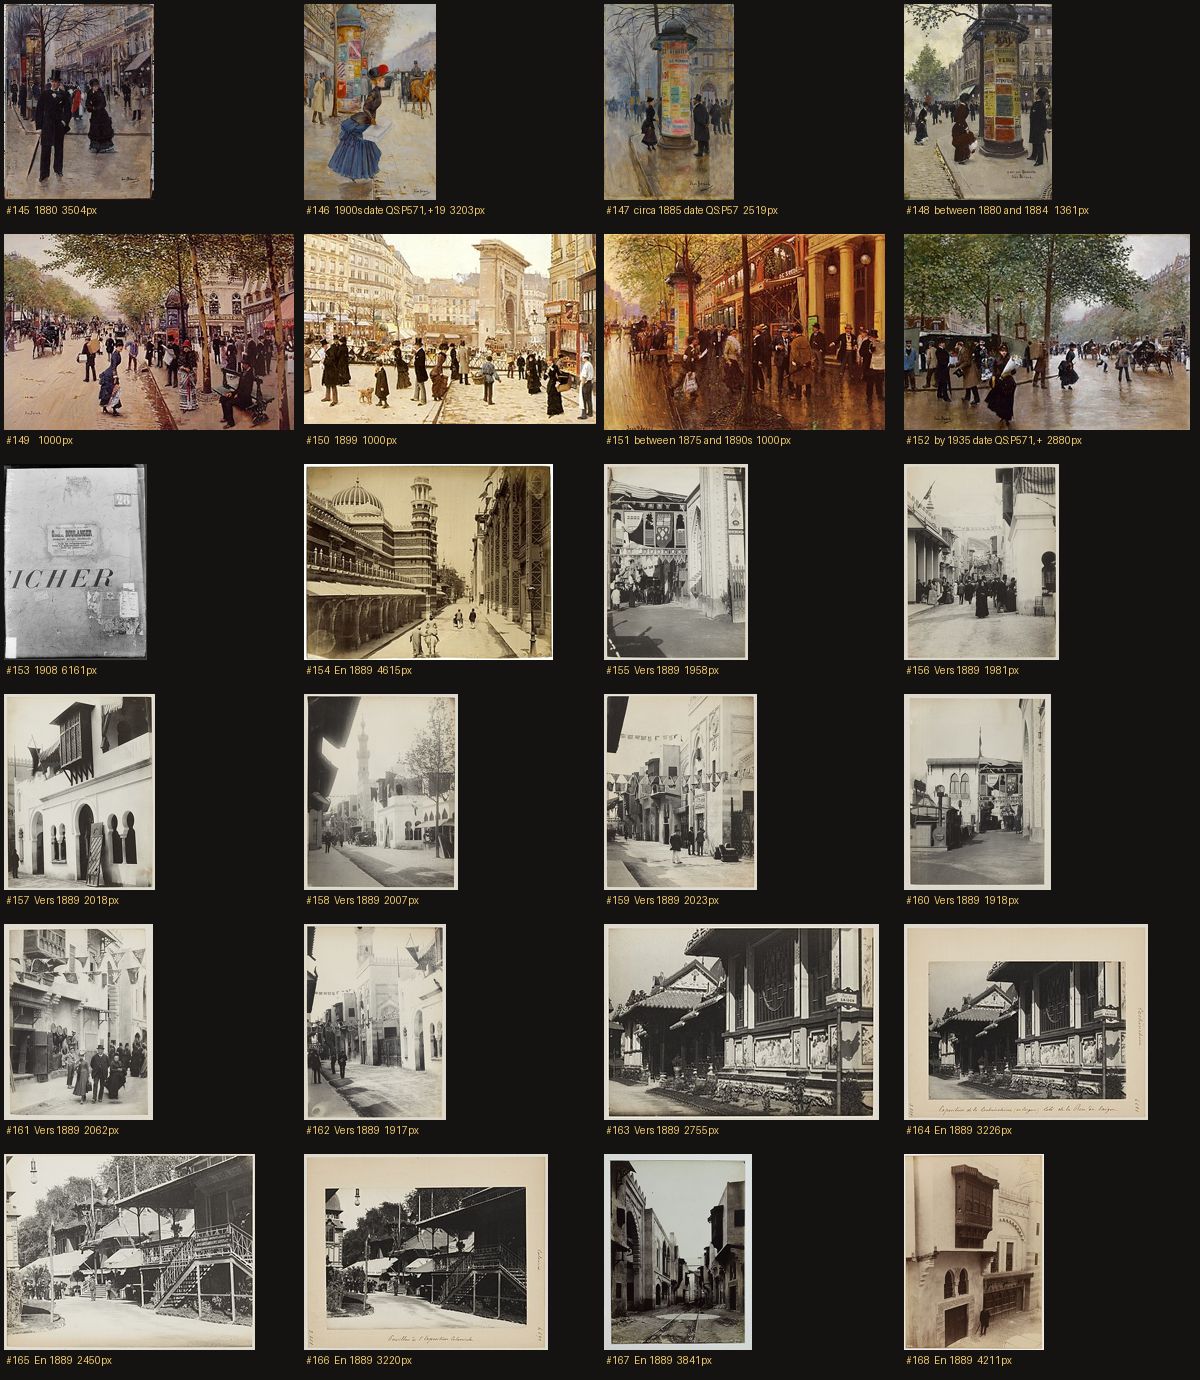 #145 1880 3504px
#146 1900s date QS:P571,+19 3203px
#147 circa 1885 date QS:P57 2519px
#148 between 1880 and 1884 1361px
#149 1000px
#150 1899 1000px
#151 between 1875 and 1890s 1000px
#152 by 1935 date QS:P571,+ 2880px
28
BOULANGER
ICHER
#153 1908 6161px
#154 En 1889 4615px
#155 Vers 1889 1958px
#156 Vers 1889 1981px
#157 Vers 1889 2018px
#158 Vers 1889 2007px
#159 Vers 1889 2023px
#160 Vers 1889 1918px
#161 Vers 1889 2062px
#162 Vers 1889 1917px
SAIGON
#163 Vers 1889 2755px
#164 En 1889 3226px
#165 En 1889 2450px
#166 En 1889 3220px
#167 En 1889 3841px
#168 En 1889 4211px